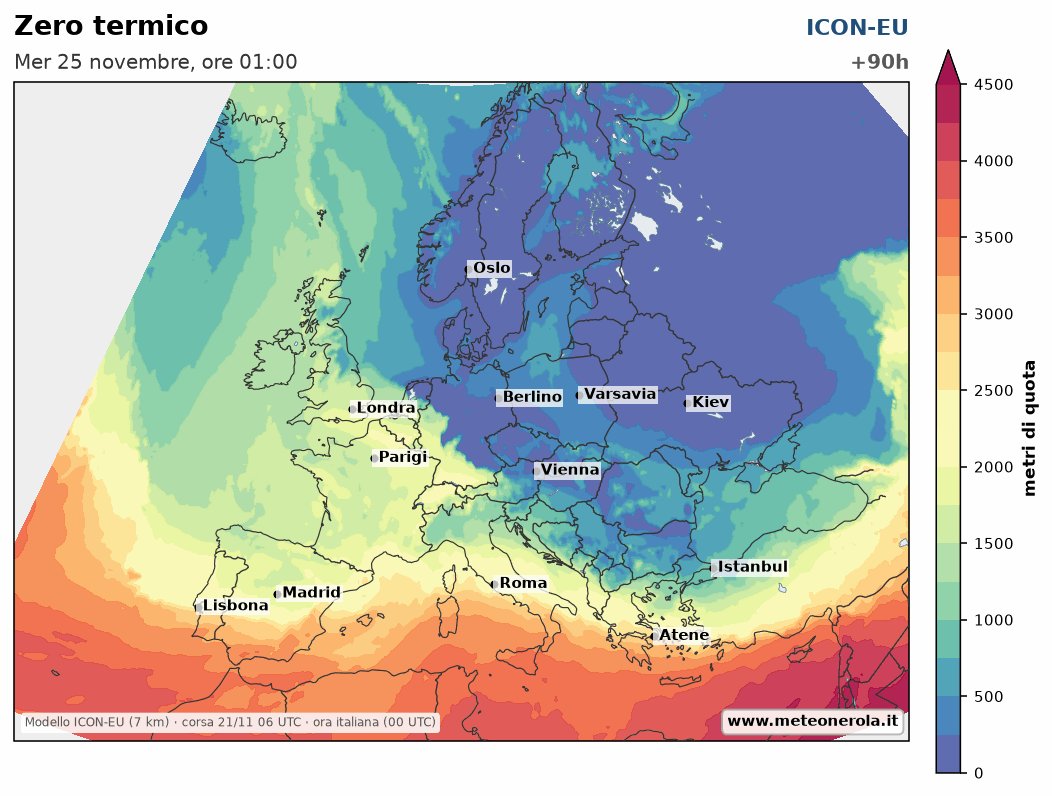 Zero termico
ICON-EU
Mer 25 novembre, ore 01:00
+90h
4500
4000
3500
3000
2500
2000
1500
1000
500
0
metri di quota
Oslo
Berlino
Varsavia
Kiev
Londra
Parigi
Vienna
Istanbul
Roma
Madrid
Lisbona
Atene
Modello ICON-EU (7 km) · corsa 21/11 06 UTC · ora italiana (00 UTC)
www.meteonerola.it